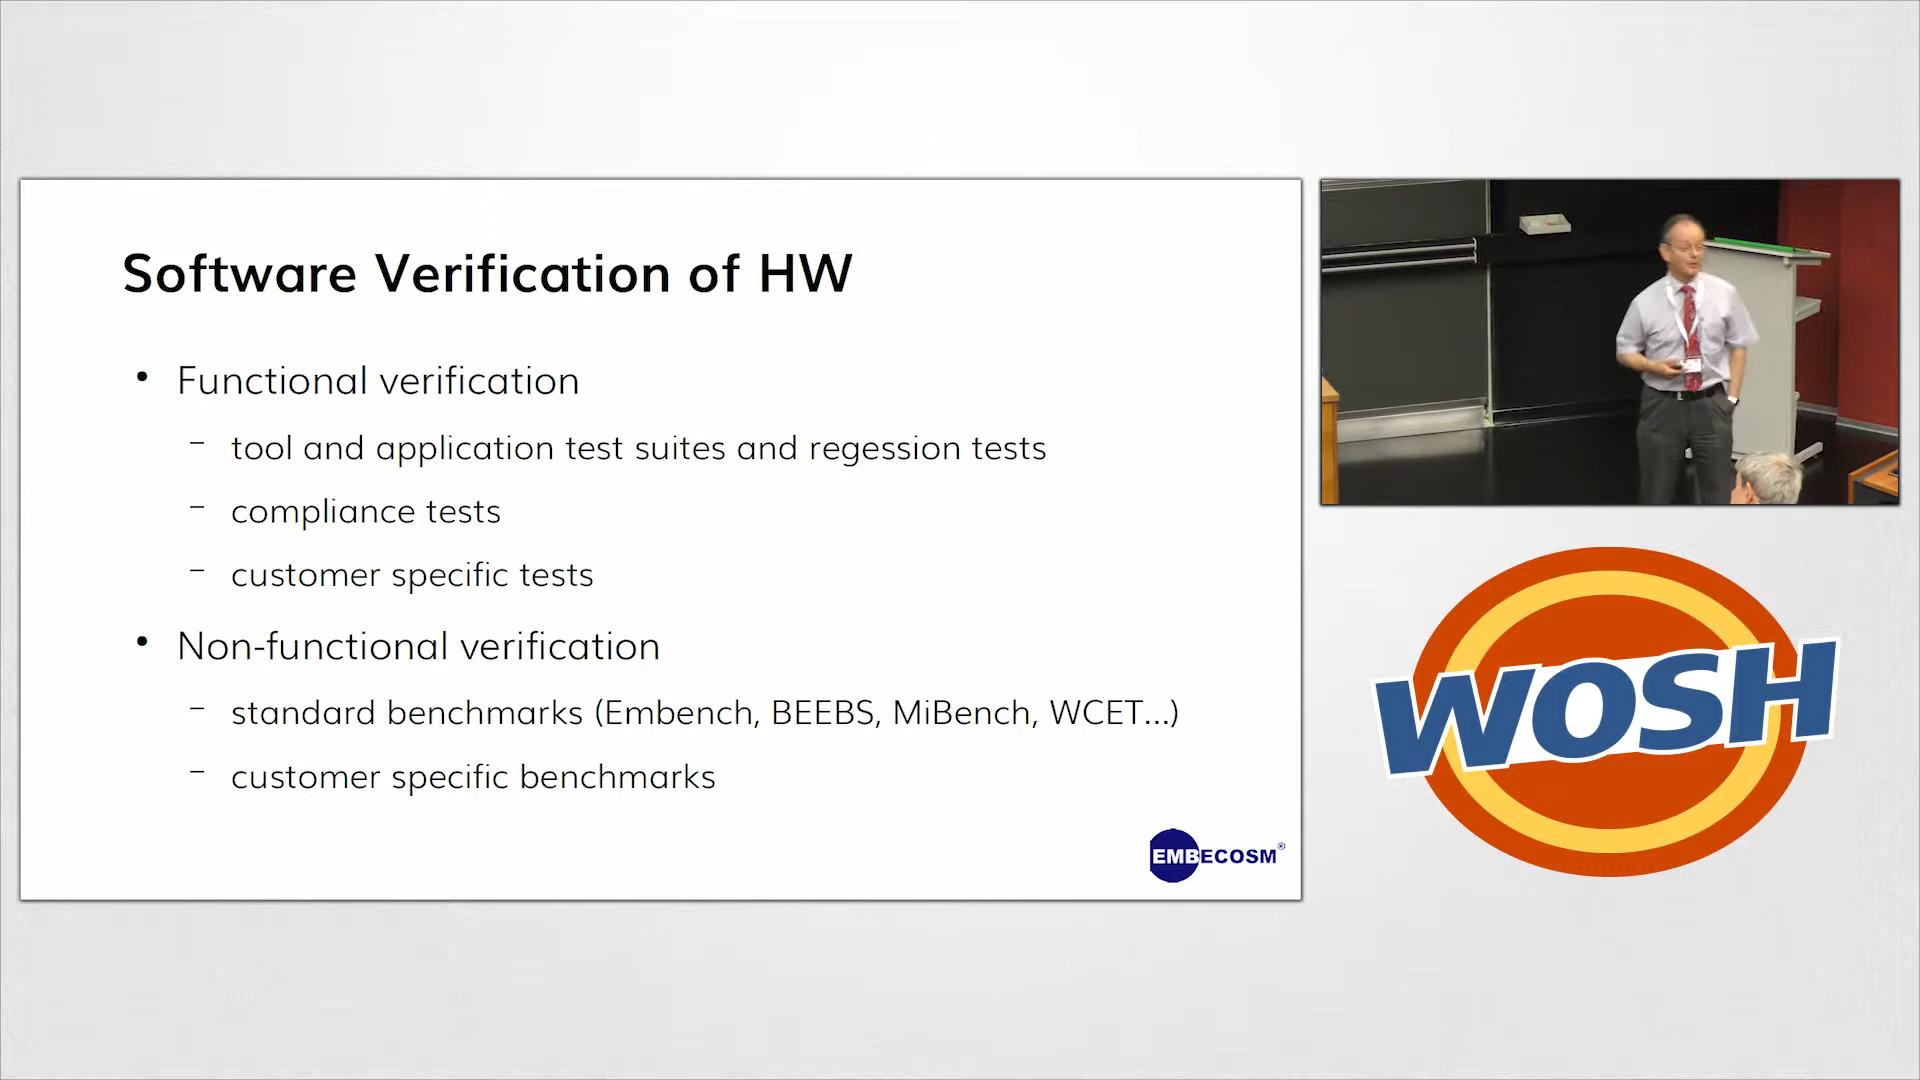 Software Verification of HW
• Functional verification
– tool and application test suites and regession tests
– compliance tests
– customer specific tests
• Non-functional verification
– standard benchmarks (Embench, BEEBS, MiBench, WCET...)
– customer specific benchmarks
EMBECOSM®
WOSH